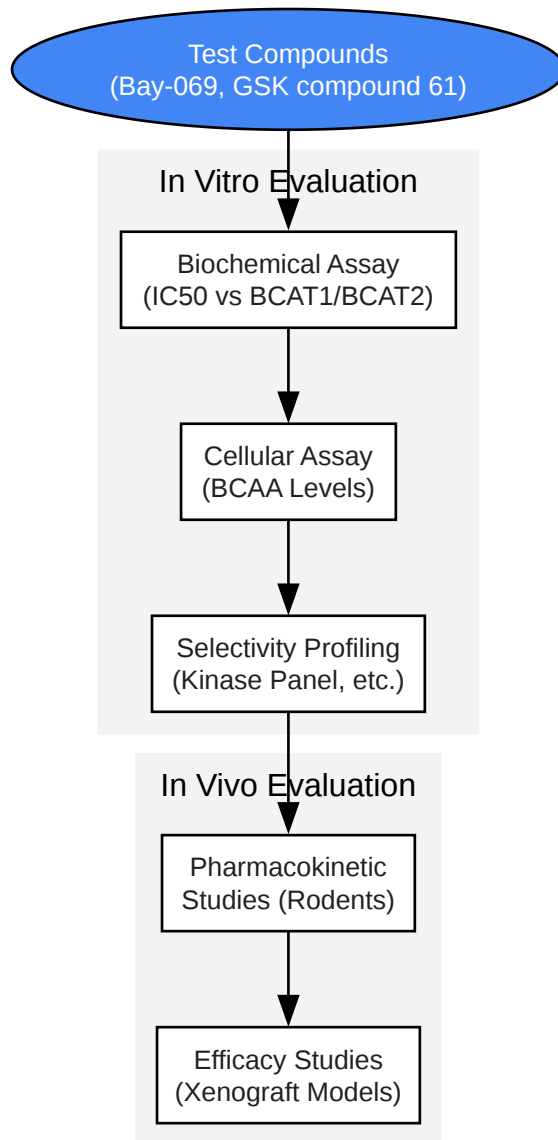 Test Compounds
(Bay-069, GSK compound 61)
In Vitro Evaluation
Biochemical Assay
(IC50 vs BCAT1/BCAT2)
Cellular Assay
(BCAA Levels)
Selectivity Profiling
(Kinase Panel, etc.)
In Vivo Evaluation
Pharmacokinetic
Studies (Rodents)
Efficacy Studies
(Xenograft Models)